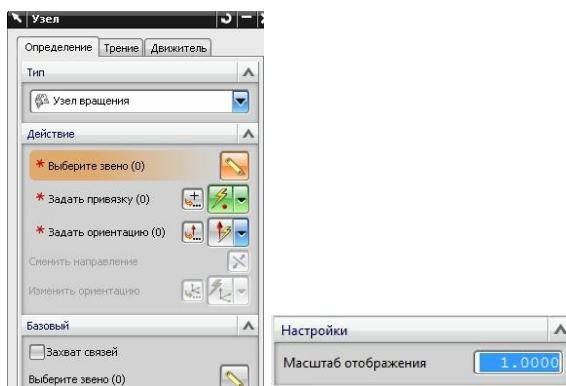 Узел
Определение Трение Движитель
Тип
Узел вращения
Действие
* Выберите звено (0)
* Задать привязку (0)
* Задать ориентацию (0)
Сменить направление
Изменить ориентацию
Базовый
Захват связей
Выберите звено (0)
Настройки
Масштаб отображения 1.0000